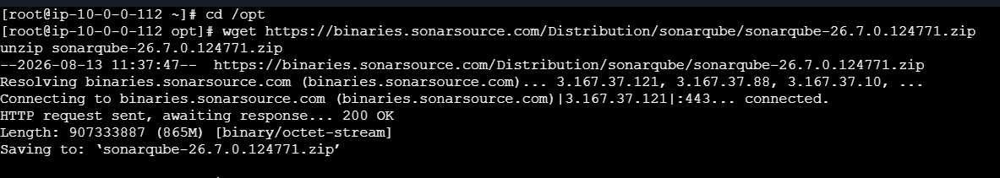 [root@ip-10-0-0-112 ~]# cd /opt
[root@ip-10-0-0-112 opt]# wget https://binaries.sonarsource.com/Distribution/sonarqube/sonarqube-26.7.0.124771.zip
unzip sonarqube-26.7.0.124771.zip
--2026-08-13 11:37:47--  https://binaries.sonarsource.com/Distribution/sonarqube/sonarqube-26.7.0.124771.zip
Resolving binaries.sonarsource.com (binaries.sonarsource.com)... 3.167.37.121, 3.167.37.88, 3.167.37.10, ...
Connecting to binaries.sonarsource.com (binaries.sonarsource.com)|3.167.37.121|:443... connected.
HTTP request sent, awaiting response... 200 OK
Length: 907333887 (865M) [binary/octet-stream]
Saving to: ‘sonarqube-26.7.0.124771.zip’